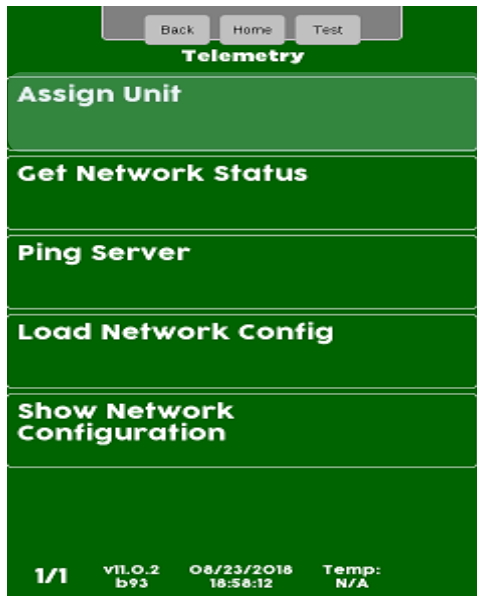 Back Home Test
Telemetry
Assign Unit
Get Network Status
Ping Server
Load Network Config
Show Network
Configuration
1/1 v11.0.2 08/23/2018 Temp:
b93 18:58:12 N/A